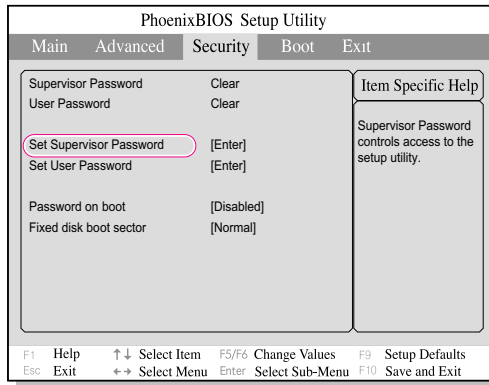 PhoenixBIOS Setup Utility
Main Advanced Security Boot Exit
Supervisor Password Clear
User Password Clear
Set Supervisor Password [Enter]
Set User Password [Enter]
Password on boot [Disabled]
Fixed disk boot sector [Normal]
Item Specific Help
Supervisor Password
controls access to the
setup utility.
F1 Help ↑↓ Select Item F5/F6 Change Values F9 Setup Defaults
Esc Exit ←→ Select Menu Enter Select Sub-Menu F10 Save and Exit